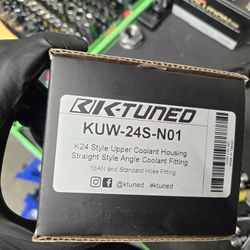 K-TUNED
KUW-24S-N01
K24 Style Upper Coolant Housing
Straight Style Angle Coolant Fitting
16AN and Standard Hose Fitting
@ktuned #ktuned